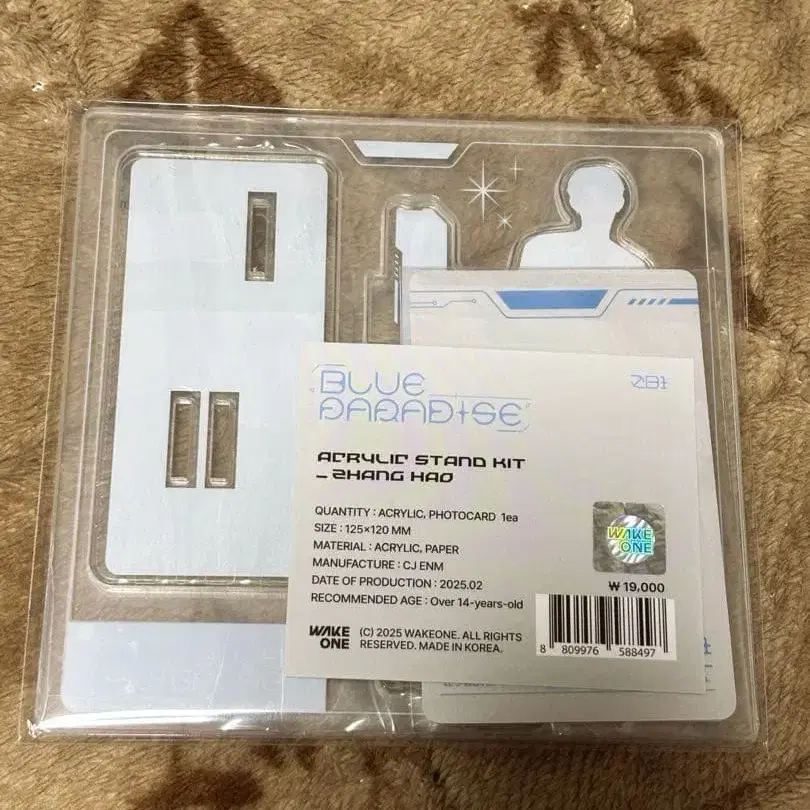 BLUE
PARADISE
ZB1
ACRYLIC STAND KIT
– ZHANG HAO
QUANTITY : ACRYLIC, PHOTOCARD 1ea
SIZE : 125×120 MM
MATERIAL : ACRYLIC, PAPER
MANUFACTURE : CJ ENM
DATE OF PRODUCTION : 2025.02
RECOMMENDED AGE : Over 14-years-old
WAKE
ONE
₩ 19,000
WAKE
ONE
(C) 2025 WAKEONE. ALL RIGHTS
RESERVED. MADE IN KOREA.
8 809976 588497